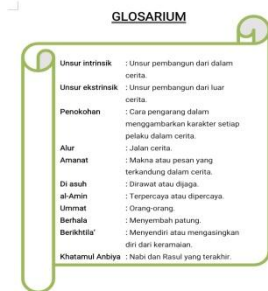 GLOSARIUM
Unsur intrinsik : Unsur pembangun dari dalam
cerita.
Unsur ekstrinsik : Unsur pembangun dari luar
cerita.
Penokohan : Cara pengarang dalam
menggambarkan karakter setiap
pelaku dalam cerita.
Alur : Jalan cerita.
Amanat : Makna atau pesan yang
terkandung dalam cerita.
Di asuh : Dirawat atau dijaga.
al-Amin : Terpercaya atau dipercaya.
Ummat : Orang-orang.
Berhala : Menyembah patung.
Berikhtila' : Menyendiri atau mengasingkan
diri dari keramaian.
Khatamul Anbiya : Nabi dan Rasul yang terakhir.